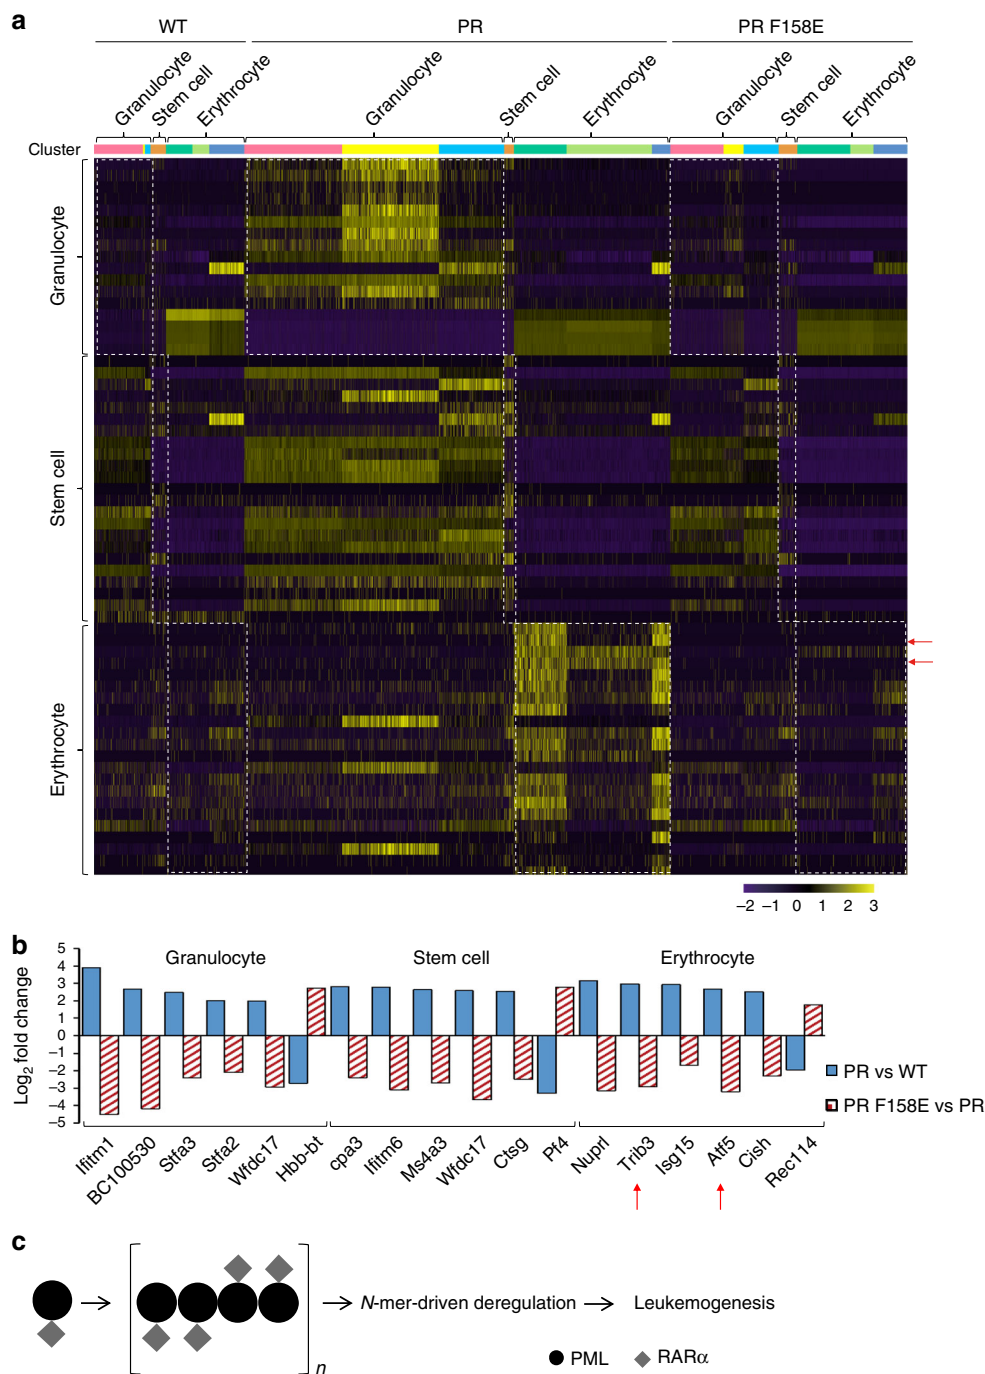 a
WT
PR
PR F158E
Granulocyte
Stem cell
Erythrocyte
Granulocyte
Stem cell
Erythrocyte
Granulocyte
Stem cell
Erythrocyte
Cluster
Granulocyte
Stem cell
Erythrocyte
−2 −1 0 1 2 3
b
Log2 fold change
5
4
3
2
1
0
−1
−2
−3
−4
−5
Granulocyte
Stem cell
Erythrocyte
PR vs WT
PR F158E vs PR
Ifitm1
BC100530
Stfa3
Stfa2
Wfdc17
Hbb-bt
cpa3
Ifitm6
Ms4a3
Wfdc17
Ctsg
Pf4
Nuprl
Trib3
Isg15
Atf5
Cish
Rec114
c
n
N-mer-driven deregulation
Leukemogenesis
PML
RARα